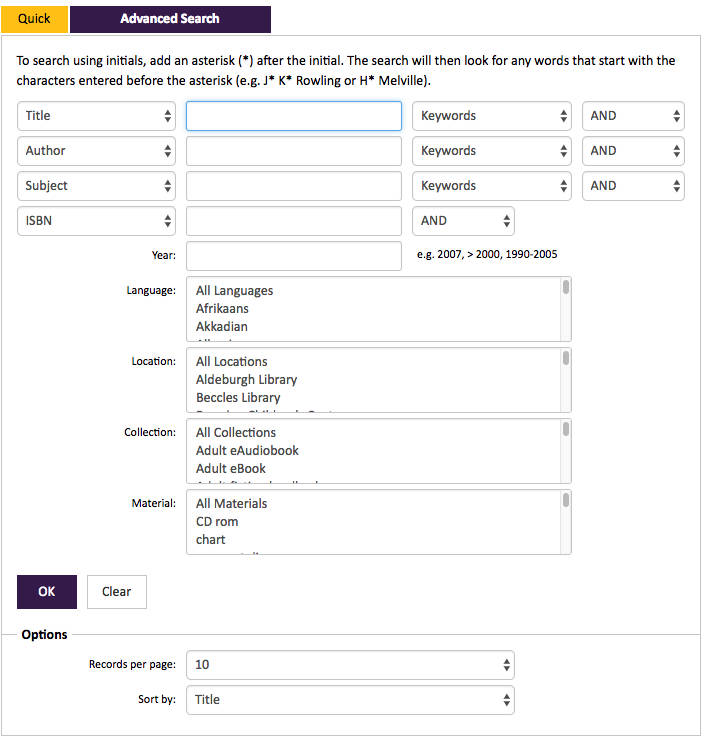 Quick Advanced Search
To search using initials, add an asterisk (*) after the initial. The search will then look for any words that start with the
characters entered before the asterisk (e.g. J* K* Rowling or H* Melville).
Title Keywords AND
Author Keywords AND
Subject Keywords AND
ISBN AND
Year: e.g. 2007, > 2000, 1990-2005
Language: All Languages
Afrikaans
Akkadian
Location: All Locations
Aldeburgh Library
Beccles Library
Collection: All Collections
Adult eAudiobook
Adult eBook
Material: All Materials
CD rom
chart
OK Clear
Options
Records per page: 10
Sort by: Title